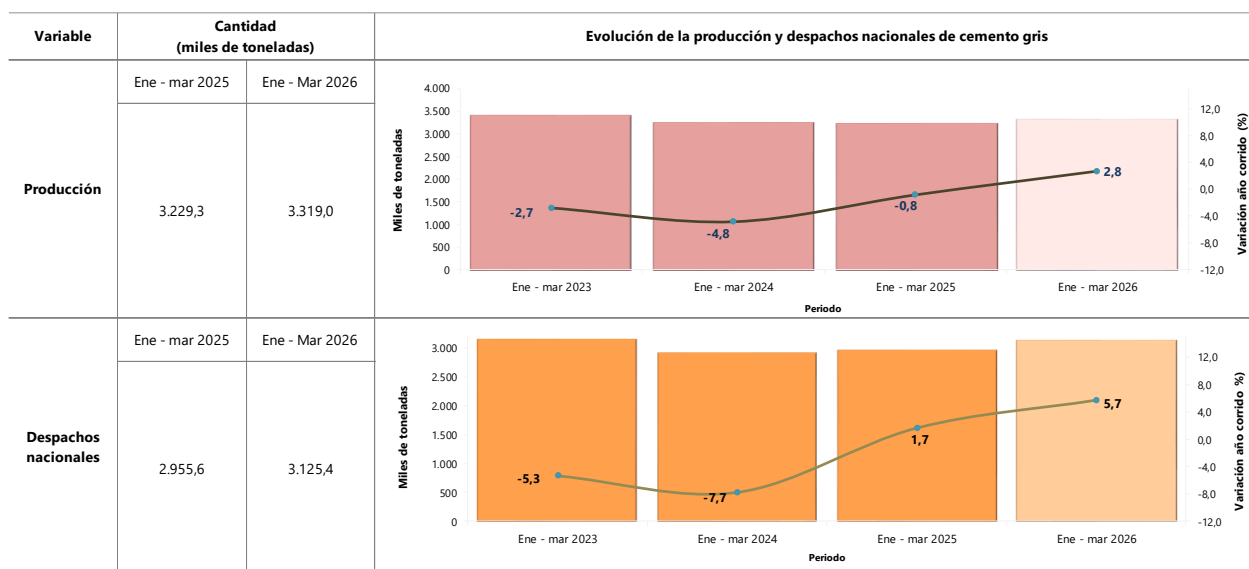 Variable
Cantidad
(miles de toneladas)
Evolución de la producción y despachos nacionales de cemento gris
Producción
Ene - mar 2025
Ene - Mar 2026
3.229,3
3.319,0
Miles de toneladas
4.000
3.500
3.000
2.500
2.000
1.500
1.000
500
0
-2,7
-4,8
-0,8
2,8
12,0
8,0
4,0
0,0
-4,0
-8,0
-12,0
Variación año corrido (%)
Ene - mar 2023
Ene - mar 2024
Ene - mar 2025
Ene - mar 2026
Periodo
Despachos
nacionales
Ene - mar 2025
Ene - Mar 2026
2.955,6
3.125,4
Miles de toneladas
3.000
2.500
2.000
1.500
1.000
500
0
-5,3
-7,7
1,7
5,7
12,0
8,0
4,0
0,0
-4,0
-8,0
-12,0
Variación año corrido %)
Ene - mar 2023
Ene - mar 2024
Ene - mar 2025
Ene - mar 2026
Periodo